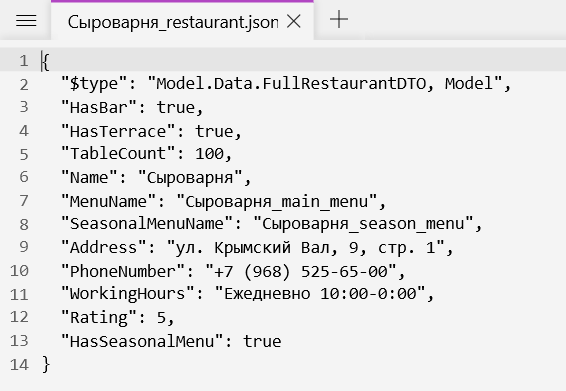 Сыроварня_restaurant.json
1 {
2 "$type": "Model.Data.FullRestaurantDTO, Model",
3 "HasBar": true,
4 "HasTerrace": true,
5 "TableCount": 100,
6 "Name": "Сыроварня",
7 "MenuName": "Сыроварня_main_menu",
8 "SeasonalMenuName": "Сыроварня_season_menu",
9 "Address": "ул. Крымский Вал, 9, стр. 1",
10 "PhoneNumber": "+7 (968) 525-65-00",
11 "WorkingHours": "Ежедневно 10:00-0:00",
12 "Rating": 5,
13 "HasSeasonalMenu": true
14 }